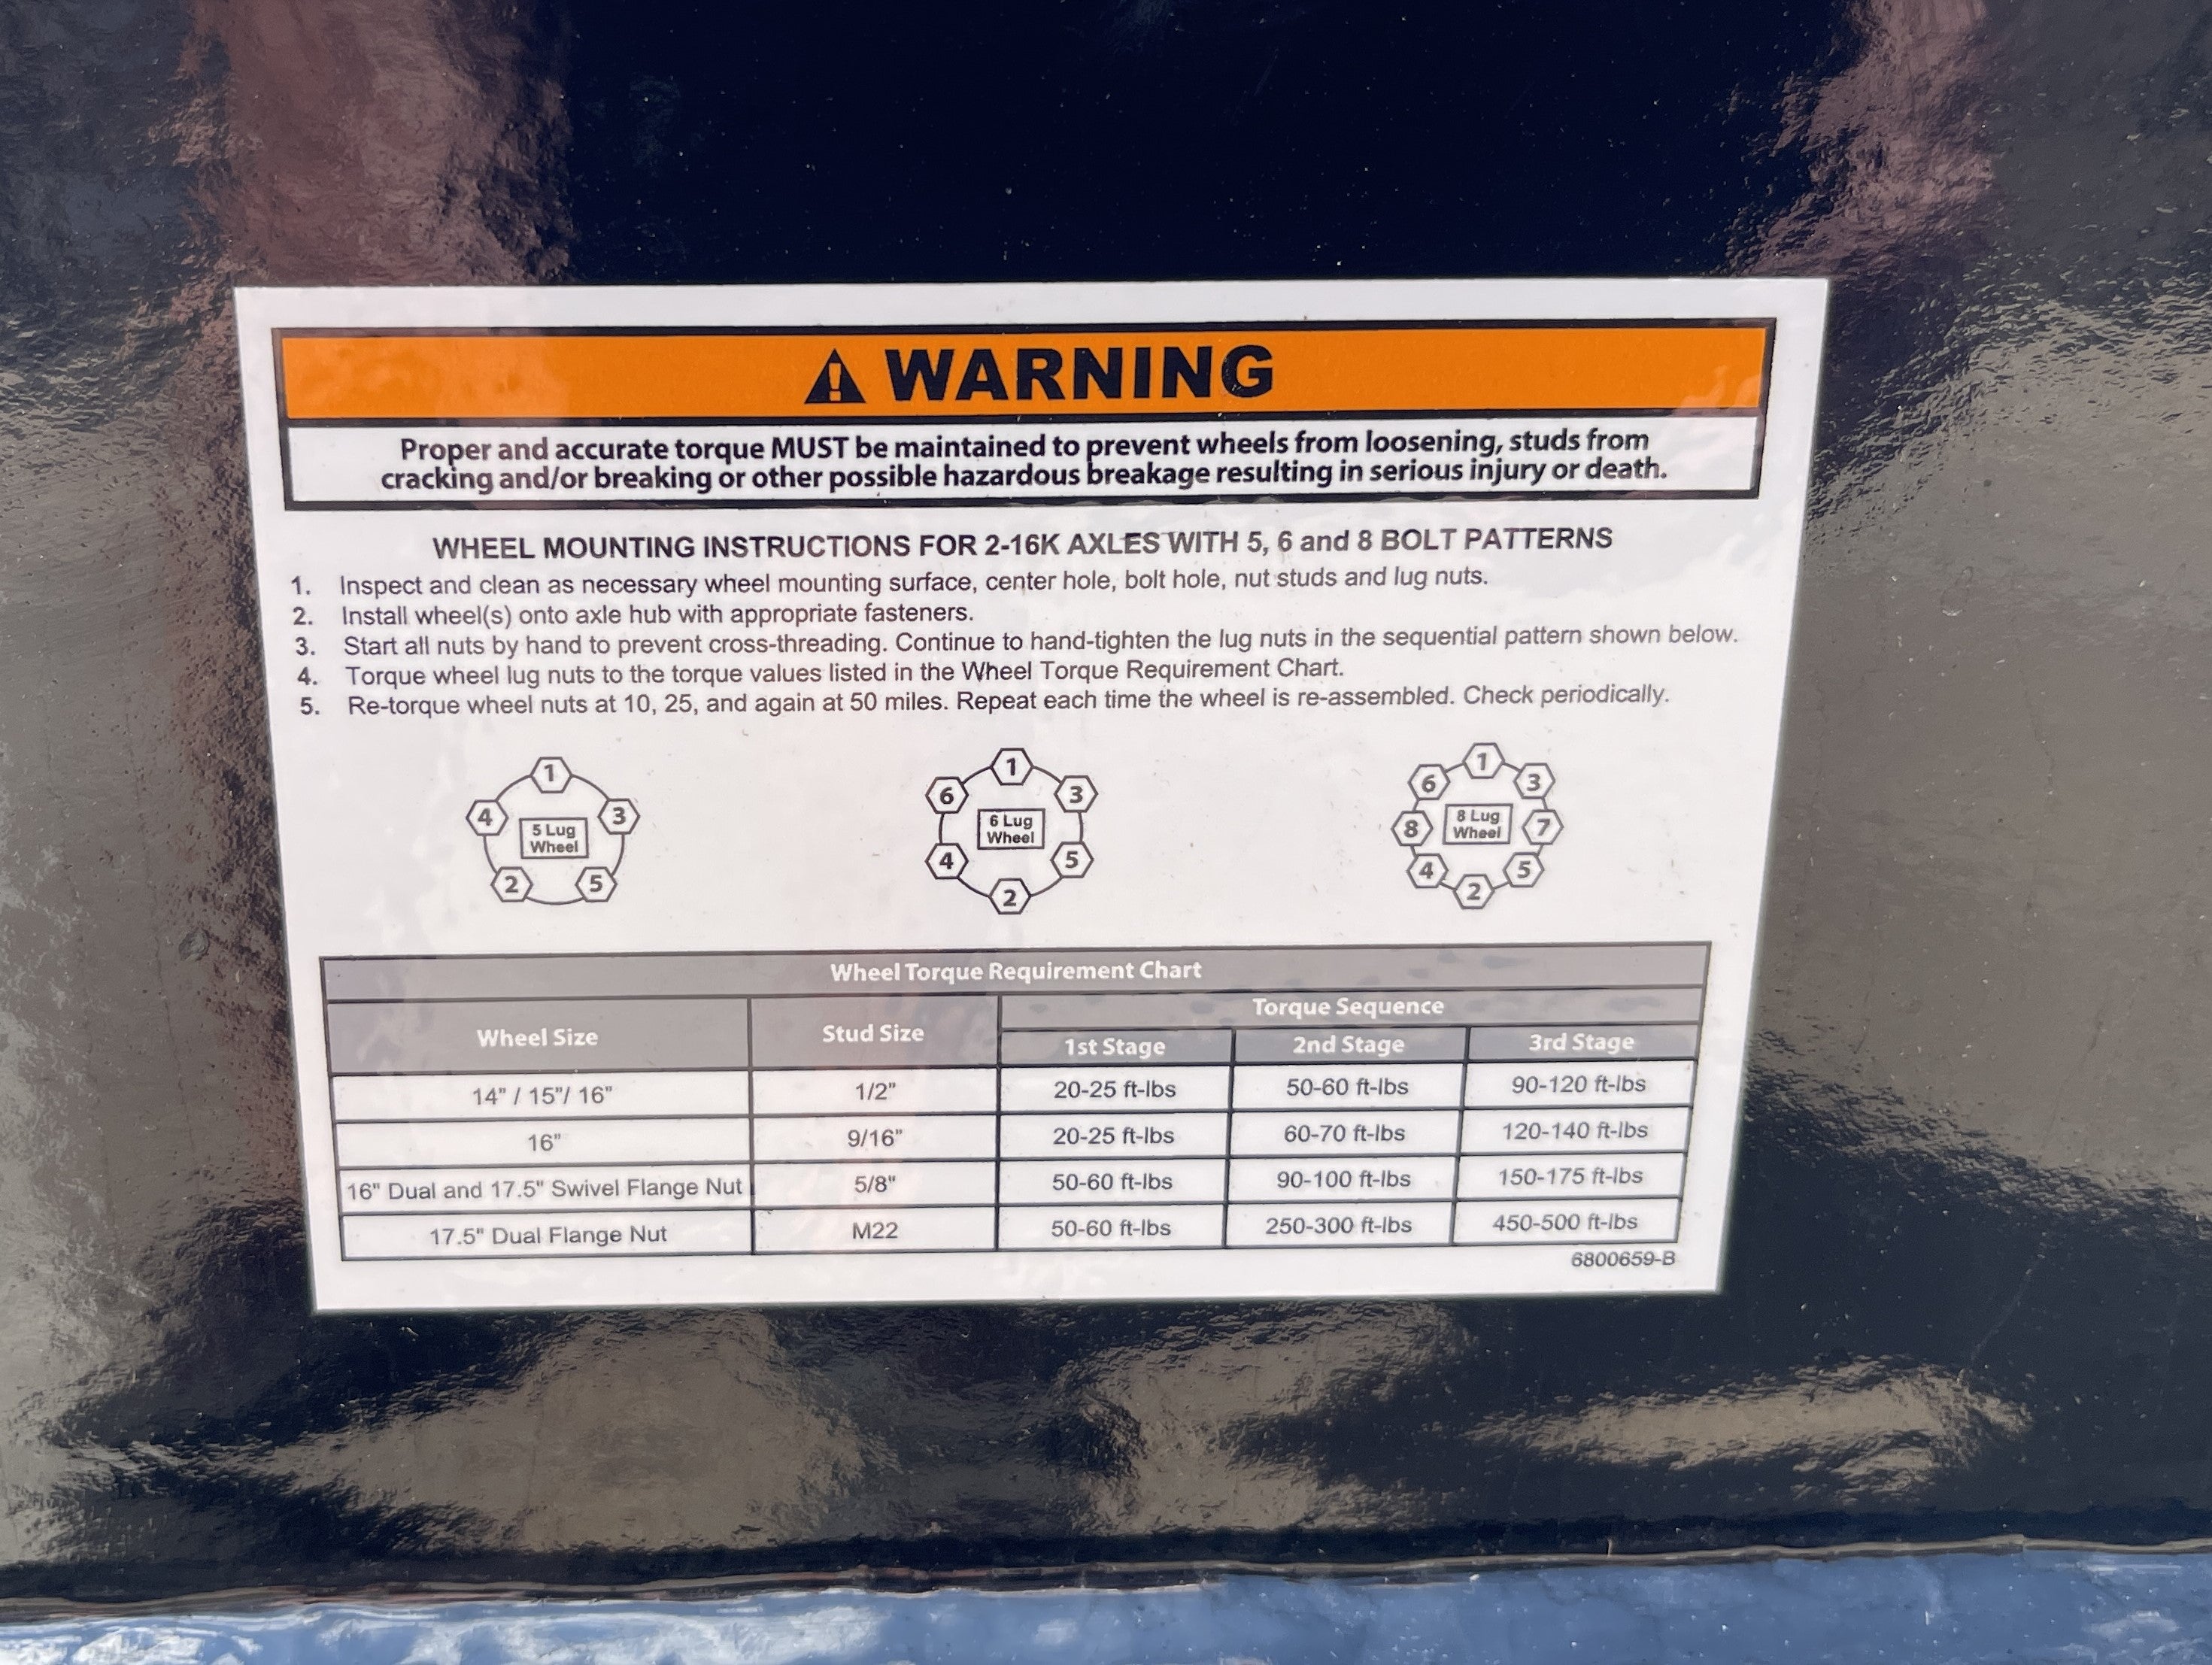 WARNING
Proper and accurate torque MUST be maintained to prevent wheels from loosening, studs from
cracking and/or breaking or other possible hazardous breakage resulting in serious injury or death.
WHEEL MOUNTING INSTRUCTIONS FOR 2-16K AXLES WITH 5, 6 and 8 BOLT PATTERNS
1. Inspect and clean as necessary wheel mounting surface, center hole, bolt hole, nut studs and lug nuts.
2. Install wheel(s) onto axle hub with appropriate fasteners.
3. Start all nuts by hand to prevent cross-threading. Continue to hand-tighten the lug nuts in the sequential pattern shown below.
4. Torque wheel lug nuts to the torque values listed in the Wheel Torque Requirement Chart.
5. Re-torque wheel nuts at 10, 25, and again at 50 miles. Repeat each time the wheel is re-assembled. Check periodically.
1
4 3
5 Lug
Wheel
2 5
1
6 3
6 Lug
Wheel
4 5
2
1
6 3
8 Lug
Wheel
8 7
4 5
2
Wheel Torque Requirement Chart
Wheel Size Stud Size Torque Sequence
1st Stage 2nd Stage 3rd Stage
14" / 15"/ 16" 1/2" 20-25 ft-lbs 50-60 ft-lbs 90-120 ft-lbs
16" 9/16" 20-25 ft-lbs 60-70 ft-lbs 120-140 ft-lbs
16" Dual and 17.5" Swivel Flange Nut 5/8" 50-60 ft-lbs 90-100 ft-lbs 150-175 ft-lbs
17.5" Dual Flange Nut M22 50-60 ft-lbs 250-300 ft-lbs 450-500 ft-lbs
6800659-B